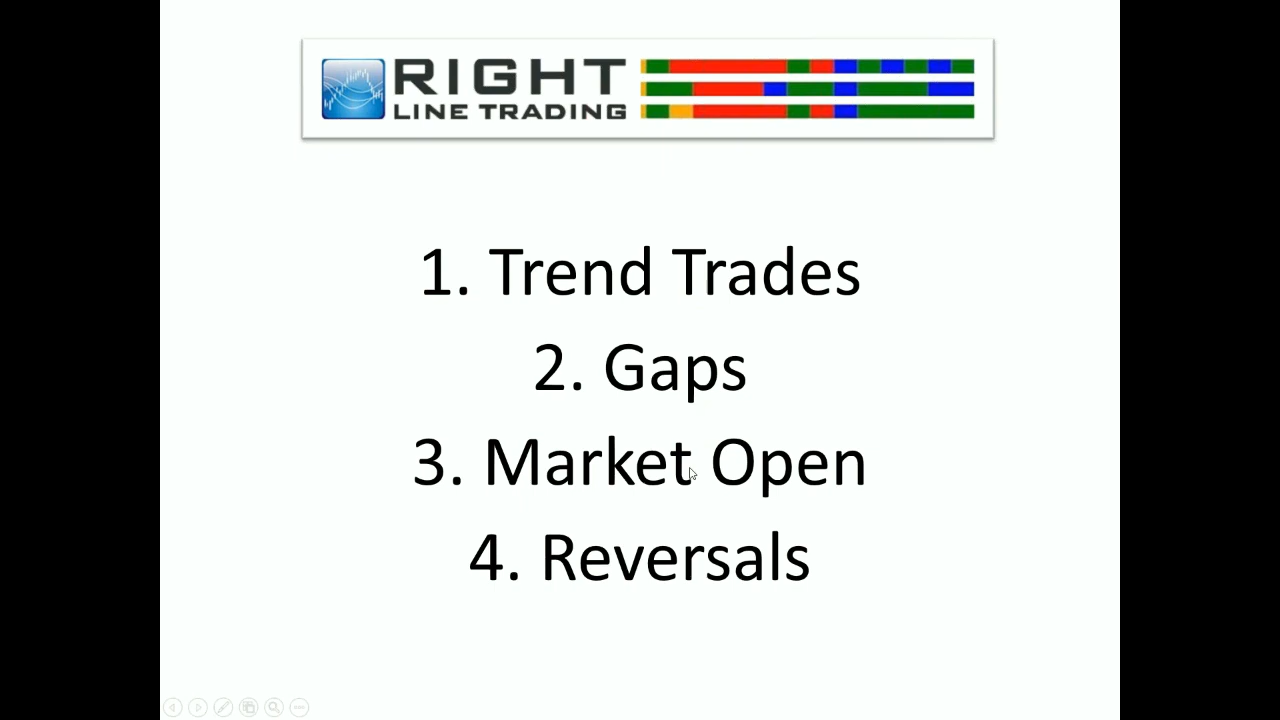 RIGHT
LINE TRADING
1. Trend Trades
2. Gaps
3. Market Open
4. Reversals